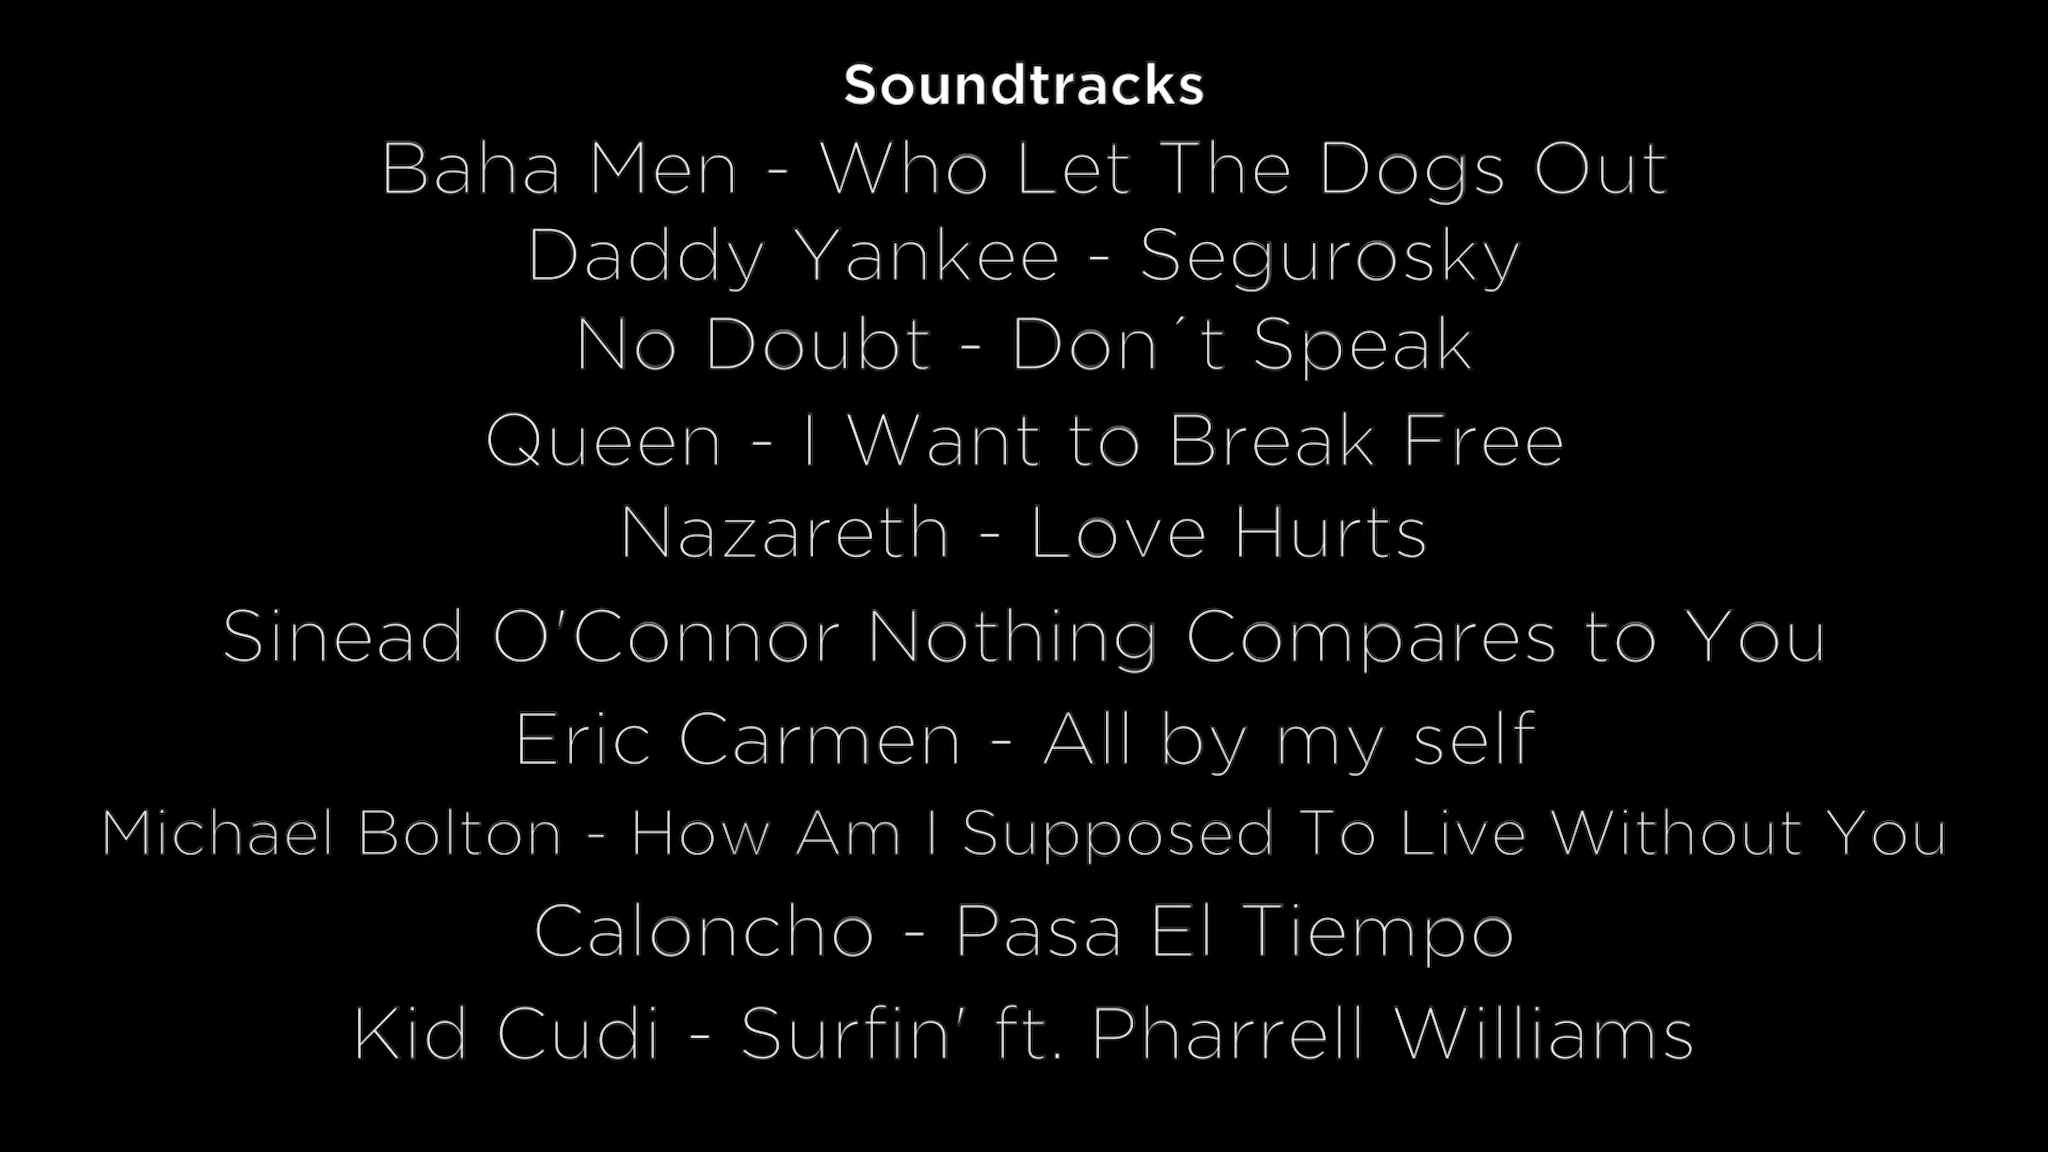 Soundtracks
Baha Men - Who Let The Dogs Out
Daddy Yankee - Segurosky
No Doubt - Don´t Speak
Queen - I Want to Break Free
Nazareth - Love Hurts
Sinead O'Connor Nothing Compares to You
Eric Carmen - All by my self
Michael Bolton - How Am I Supposed To Live Without You
Caloncho - Pasa El Tiempo
Kid Cudi - Surfin' ft. Pharrell Williams